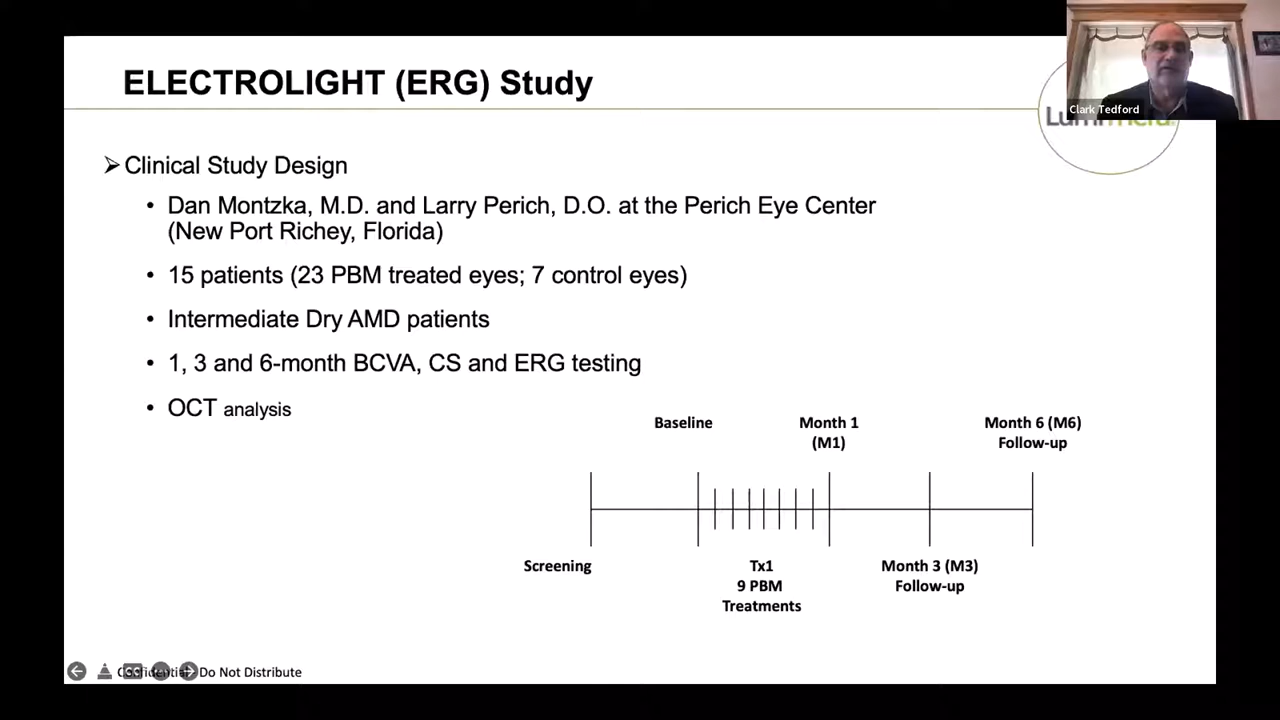 ELECTROLIGHT (ERG) Study
Clark Tedford
➢ Clinical Study Design
• Dan Montzka, M.D. and Larry Perich, D.O. at the Perich Eye Center
(New Port Richey, Florida)
• 15 patients (23 PBM treated eyes; 7 control eyes)
• Intermediate Dry AMD patients
• 1, 3 and 6-month BCVA, CS and ERG testing
• OCT analysis
Baseline
Month 1
(M1)
Month 6 (M6)
Follow-up
Screening
Tx1
9 PBM
Treatments
Month 3 (M3)
Follow-up
Confidential Do Not Distribute